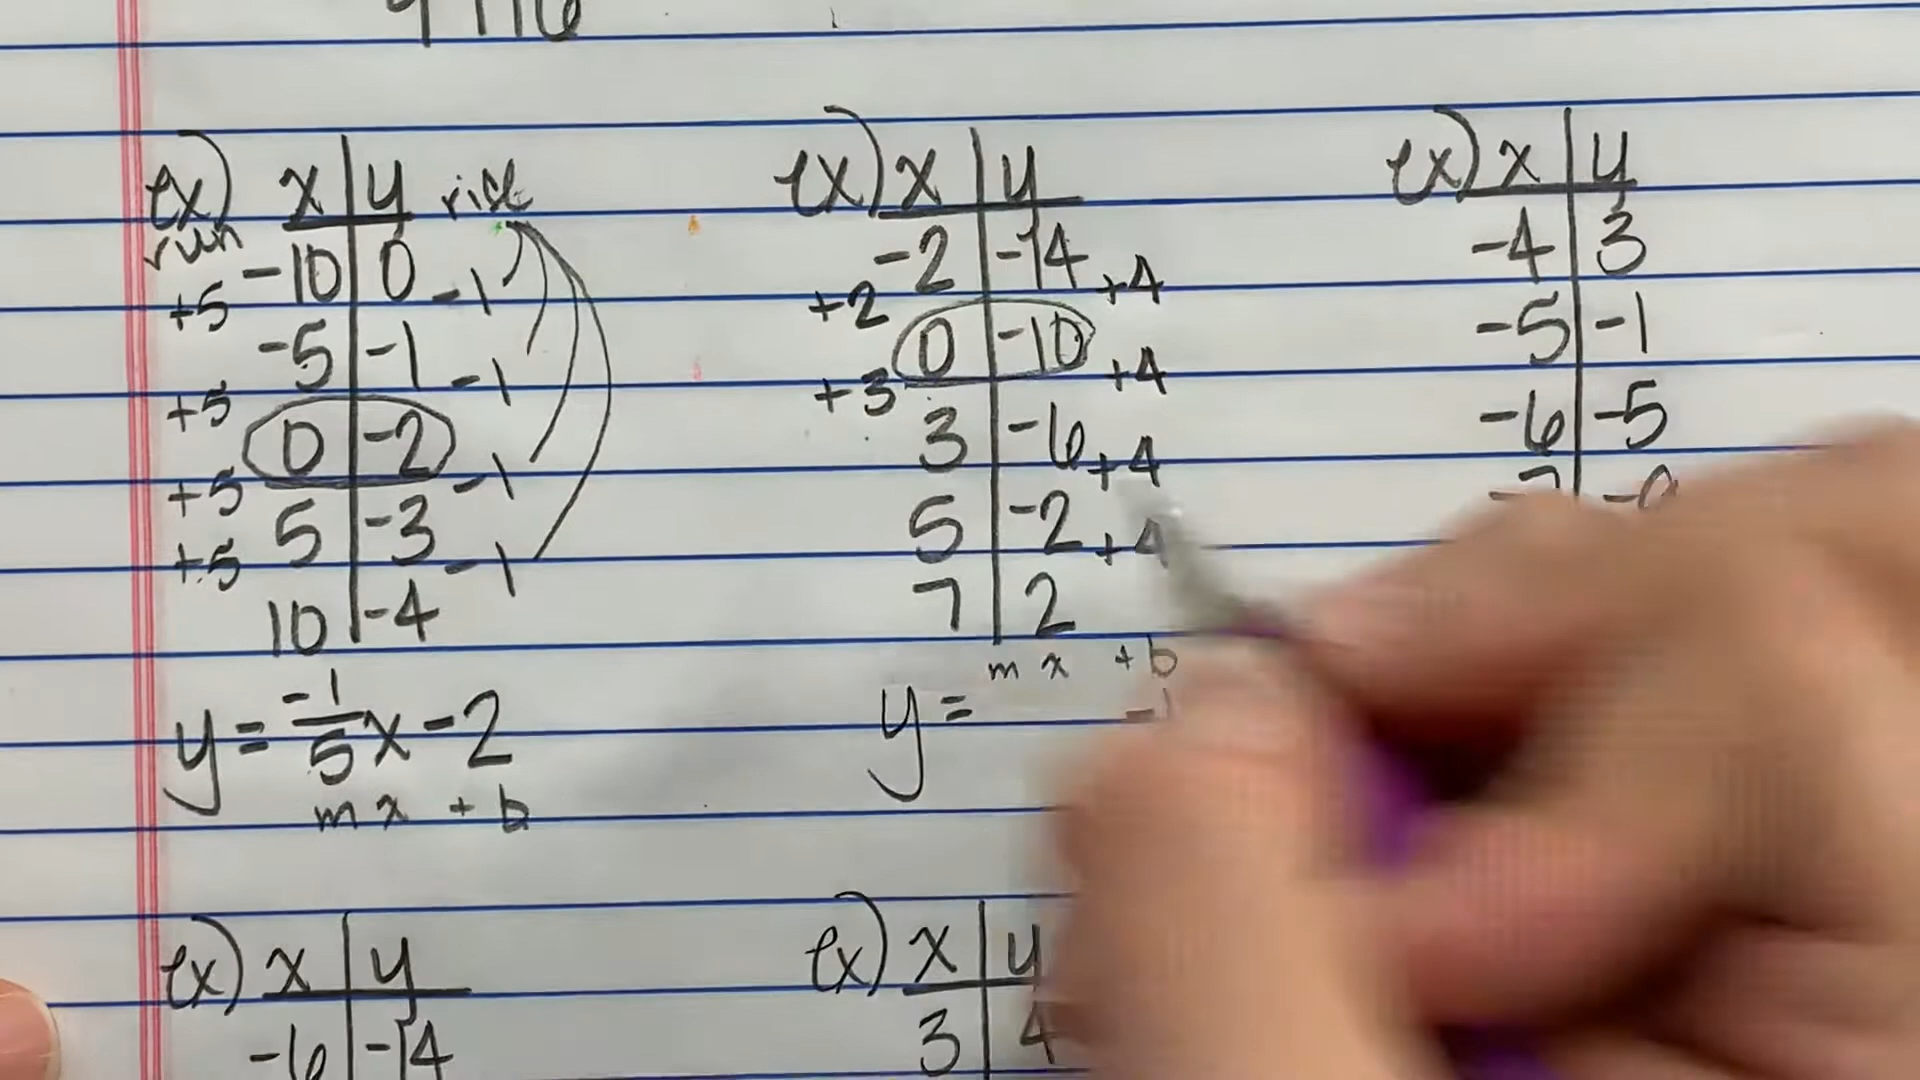 ex) x | y rise
run -10 | 0 -1
+5 -5 | -1 -1
+5 0 | -2 -1
+5 5 | -3 -1
+5 10 | -4
y = -1/5 x - 2
m x + b
ex) x | y
-2 | -14 +4
+2 0 | -10 +4
+3 3 | -6 +4
5 | -2 +4
7 | 2
m x + b
y =
ex) x | y
-4 | 3
-5 | -1
-6 | -5
ex) x | y
-6 | -14
ex) x | y
3 | 4